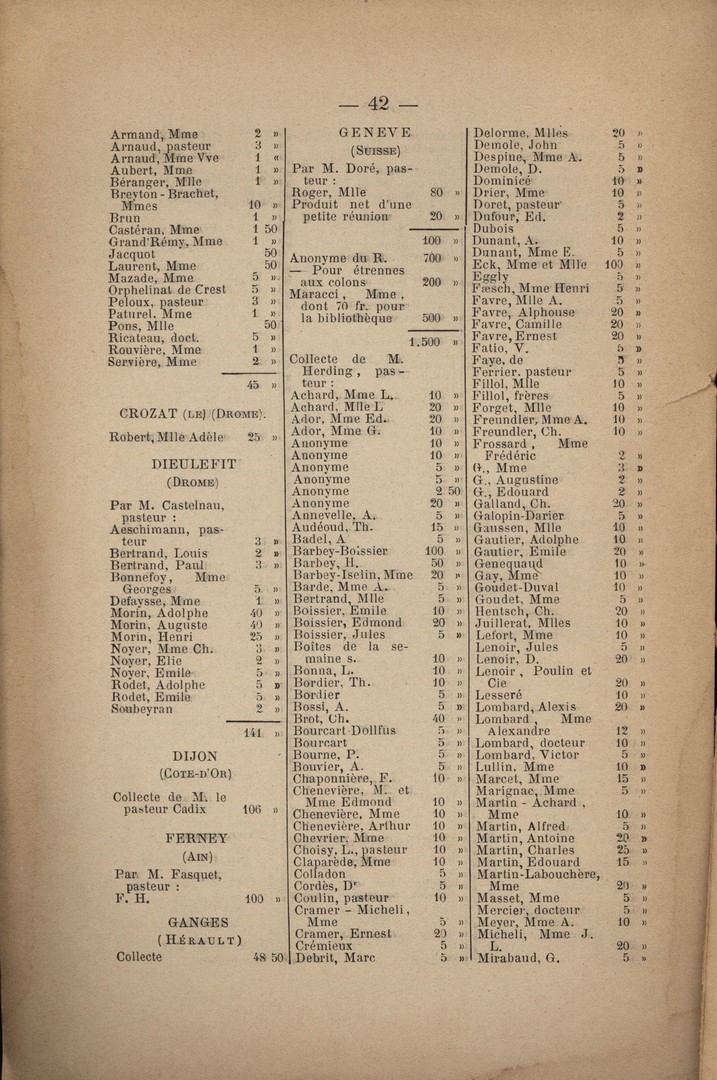 — 42 —
Armand, Mme 2 »
Arnaud, pasteur 3 »
Arnaud, Mme Vve 1 «
Aubert, Mme 1 »
Béranger, Mlle 1 »
Breyton-Brachet,
Mmes 10 »
Brun 1 »
Castéran, Mme 1 50
Grand'Rémy, Mme 1 »
Jacquot 50
Laurent, Mme 50
Mazade, Mme 5 »
Orphelinat de Crest 5 »
Peloux, pasteur 3 »
Paturel. Mme 1 »
Pons, Mlle 50
Ricateau, doct. 5 »
Rouvière, Mme 1 »
Servière, Mme 2 »
45 »
CROZAT (LE) (DROME).
Robert, Mlle Adèle 25 »
DIEULEFIT
(DROME)
Par M. Castelnau,
pasteur :
Aeschimann, pas-
teur 3 »
Bertrand, Louis 2 »
Bertrand, Paul 3 »
Bonnefoy, Mme
Georges 5 »
Defaysse, Mme 1 »
Morin, Adolphe 40 »
Morin, Auguste 40 »
Morin, Henri 25 »
Noyer, Mme Ch. 3 »
Noyer, Elie 2 »
Noyer, Emile 5 »
Rodet, Adolphe 5 »
Rodet, Emile 5 »
Soubeyran 2 »
141 »
DIJON
(COTE-D'OR)
Collecte de M. le
pasteur Cadix 106 »
FERNEY
(AIN)
Par M. Fasquet,
pasteur :
F. H. 100 »
GANGES
(HÉRAULT)
Collecte 48 50
GENEVE
(SUISSE)
Par M. Doré, pas-
teur :
Roger, Mlle 80 »
Produit net d'une
petite réunion 20 »
100 »
Anonyme du R. 700 »
— Pour étrennes
aux colons 200 »
Maracci, Mme,
dont 70 fr. pour
la bibliothèque 500 »
1.500 »
Collecte de M.
Herding, pas-
teur :
Achard, Mme L. 10 »
Achard, Mlle L 20 »
Ador, Mme Ed. 20 »
Ador, Mme G. 10 »
Anonyme 10 »
Anonyme 10 »
Anonyme 5 »
Anonyme 5 »
Anonyme 2 50
Anonyme 20 »
Annevelle, A. 5 »
Audéoud, Th. 15 »
Badel, A 5 »
Barbey-Boissier 100 »
Barbey, H. 50 »
Barbey-Iselin, Mme 20 »
Barde, Mme A. 5 »
Bertrand, Mlle 5 »
Boissier, Emile 10 »
Boissier, Edmond 20 »
Boissier, Jules 5 »
Boîtes de la se-
maine s. 10 »
Bonna, L. 10 »
Bordier, Th. 10 »
Bordier 5 »
Bossi, A. 5 »
Brot, Ch. 40 »
Bourcart-Dollfus 5 »
Bourcart 5 »
Bourne, P. 5 »
Bouvier, A. 5 »
Chaponnière, F. 10 »
Chenevière, M. et
Mme Edmond 10 »
Chenevière, Mme 10 »
Chenevière, Arthur 10 »
Chevrier, Mme 10 »
Choisy, L., pasteur 10 »
Claparède, Mme 10 »
Colladon 5 »
Cordès, Dr 5 »
Coulin, pasteur 10 »
Cramer - Micheli,
Mme 5 »
Cramer, Ernest 20 »
Crémieux 5 »
Debrit, Marc 5 »
Delorme, Mlles 20 »
Demole, John 5 »
Despine, Mme A. 5 »
Demole, D. 5 »
Dominicé 10 »
Drier, Mme 10 »
Doret, pasteur 5 »
Dufour, Ed. 2 »
Dubois 5 »
Dunant, A. 10 »
Dunant, Mme E. 5 »
Eck, Mme et Mlle 100 »
Eggly 5 »
Fæsch, Mme Henri 5 »
Favre, Mlle A. 5 »
Favre, Alphouse 20 »
Favre, Camille 20 »
Favre, Ernest 20 »
Fatio, V. 5 »
Faye, de 5 »
Ferrier, pasteur 5 »
Fillol, Mlle 10 »
Fillol, frères 5 »
Forget, Mlle 10 »
Freundler, Mme A. 10 »
Freundler, Ch. 10 »
Frossard, Mme
Frédéric 2 »
G., Mme 3 »
G., Augustine 2 »
G., Edouard 2 »
Galland, Ch. 20 »
Galopin-Darier 5 »
Gaussen, Mlle 10 »
Gautier, Adolphe 10 »
Gautier, Emile 20 »
Genequand 10 »
Gay, Mme 10 »
Goudet-Duval 10 »
Goudet, Mme 5 »
Hentsch, Ch. 20 »
Juillerat, Mlles 10 »
Lefort, Mme 10 »
Lenoir, Jules 5 »
Lenoir, D. 20 »
Lenoir, Poulin et
Cie 20 »
Lesseré 10 »
Lombard, Alexis 20 »
Lombard, Mme
Alexandre 12 »
Lombard, docteur 10 »
Lombard, Victor 5 »
Lullin, Mme 10 »
Marcet, Mme 15 »
Marignac, Mme 5 »
Martin - Achard,
Mme 10 »
Martin, Alfred 5 »
Martin, Antoine 20 »
Martin, Charles 25 »
Martin, Edouard 15 »
Martin-Labouchère,
Mme 20 »
Masset, Mme 5 »
Mercier, docteur 5 »
Meyer, Mme A. 10 »
Micheli, Mme J.
L. 20 »
Mirabaud, G. 5 »